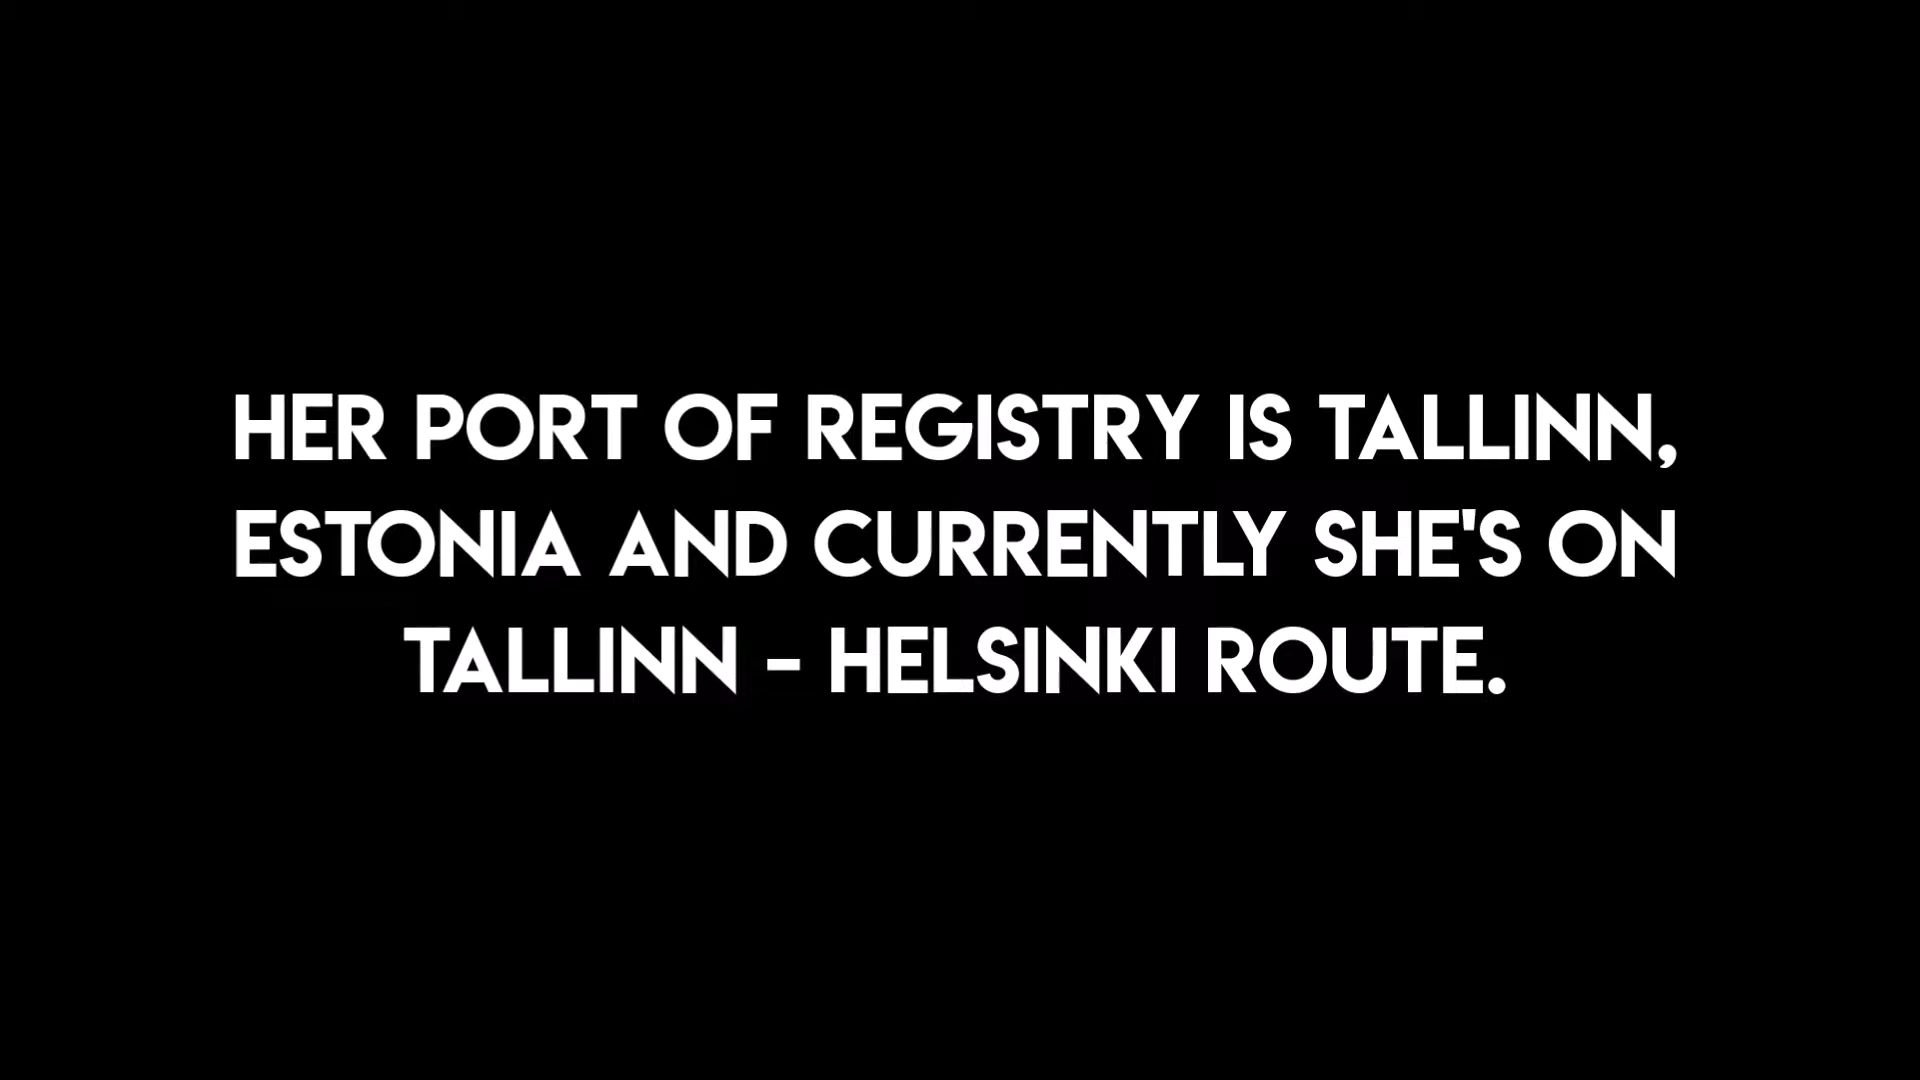 HER PORT OF REGISTRY IS TALLINN,
ESTONIA AND CURRENTLY SHE'S ON
TALLINN - HELSINKI ROUTE.